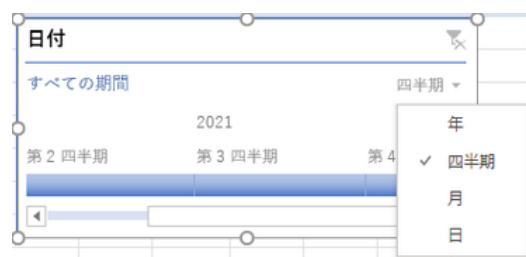 日付
すべての期間
四半期
2021
第 2 四半期
第 3 四半期
第 4
年
四半期
月
日